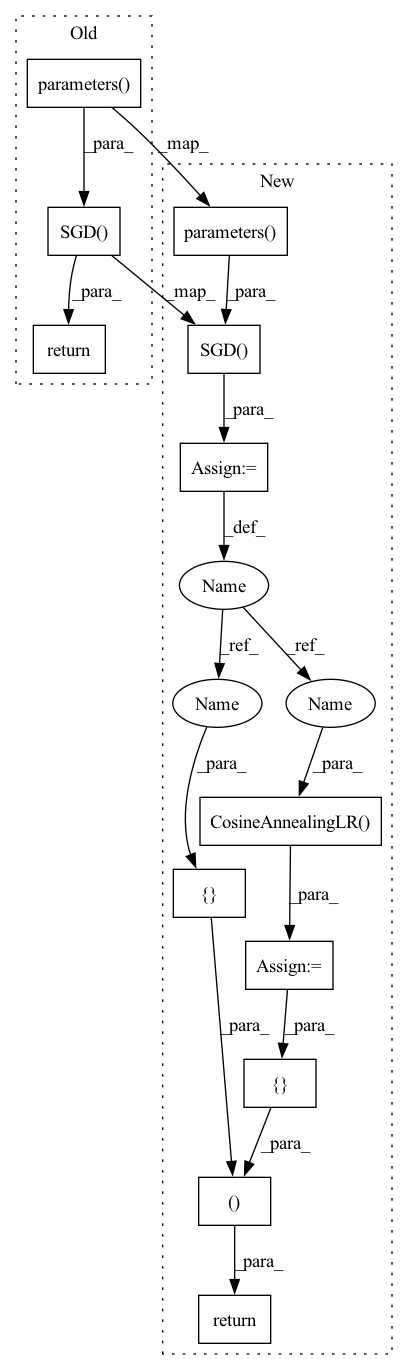 Old
parameters()
_para_
_map_
New
SGD()
parameters()
_para_
_map_
_para_
return
SGD()
_para_
Assign:=
_def_
Name
_ref_
_ref_
Name
Name
_para_
_para_
CosineAnnealingLR()
{}
_para_
Assign:=
_para_
_para_
{}
_para_
()
_para_
return